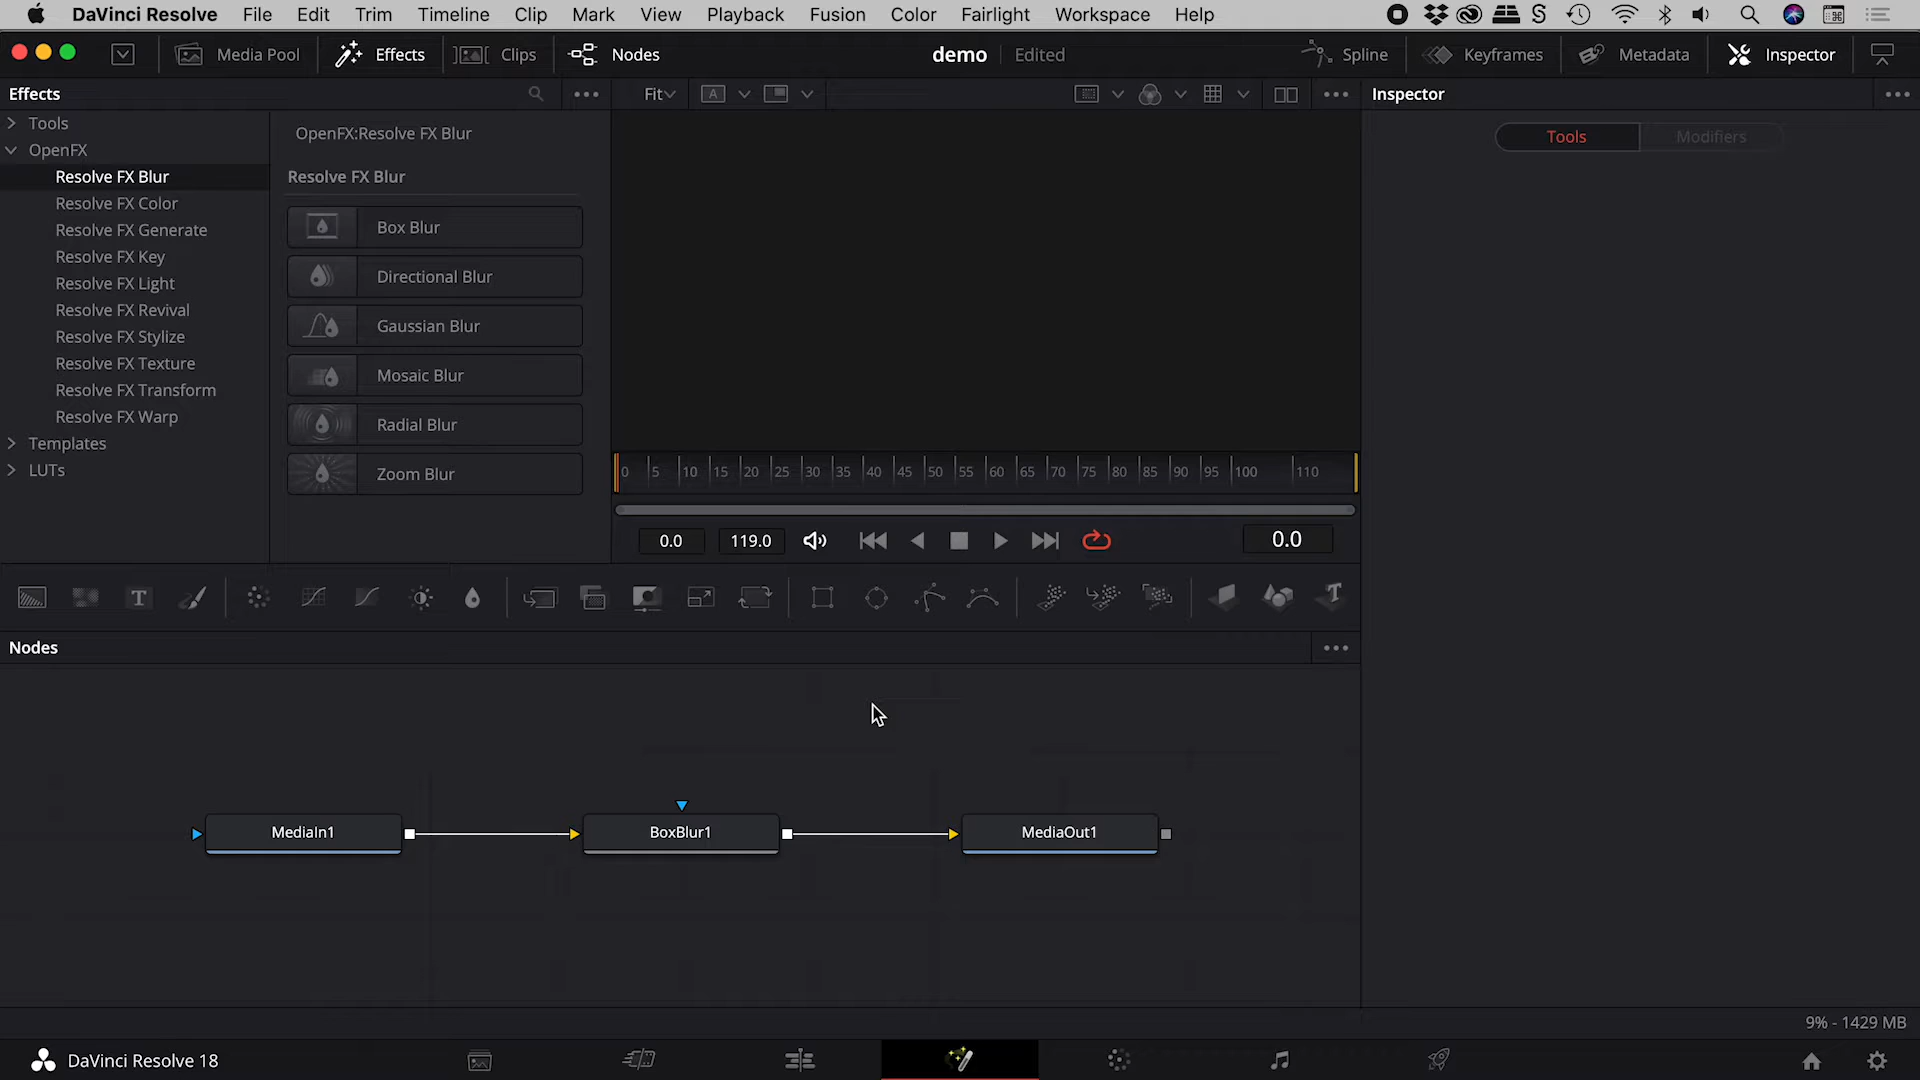 DaVinci Resolve File Edit Trim Timeline Clip Mark View Playback Fusion Color Fairlight Workspace Help
Media Pool Effects Clips Nodes demo Edited Spline Keyframes Metadata Inspector
Effects Fit A Inspector
Tools
OpenFX
Resolve FX Blur
Resolve FX Color
Resolve FX Generate
Resolve FX Key
Resolve FX Light
Resolve FX Revival
Resolve FX Stylize
Resolve FX Texture
Resolve FX Transform
Resolve FX Warp
Templates
LUTs
OpenFX:Resolve FX Blur
Resolve FX Blur
Box Blur
Directional Blur
Gaussian Blur
Mosaic Blur
Radial Blur
Zoom Blur
Tools Modifiers
0 5 10 15 20 25 30 35 40 45 50 55 60 65 70 75 80 85 90 95 100 110
0.0 119.0 0.0
T T
Nodes
MediaIn1 BoxBlur1 MediaOut1
9% - 1429 MB
DaVinci Resolve 18